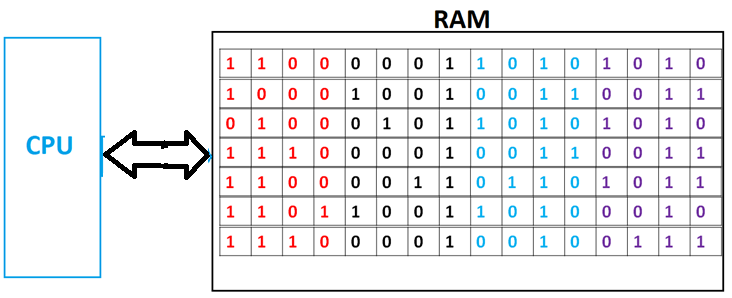 RAM
1 1 0 0 0 0 0 1 1 0 1 0 1 0 1 0
1 0 0 0 1 0 0 1 0 0 1 1 0 0 1 1
CPU
0 1 0 0 0 1 0 1 1 0 1 0 1 0 1 0
1 1 1 0 0 0 0 1 0 0 1 1 0 0 1 1
1 1 0 0 0 0 1 1 0 1 1 0 1 0 1 1
1 1 0 1 1 0 0 1 1 0 1 0 0 0 1 0
1 1 1 0 0 0 0 1 0 0 1 0 0 1 1 1